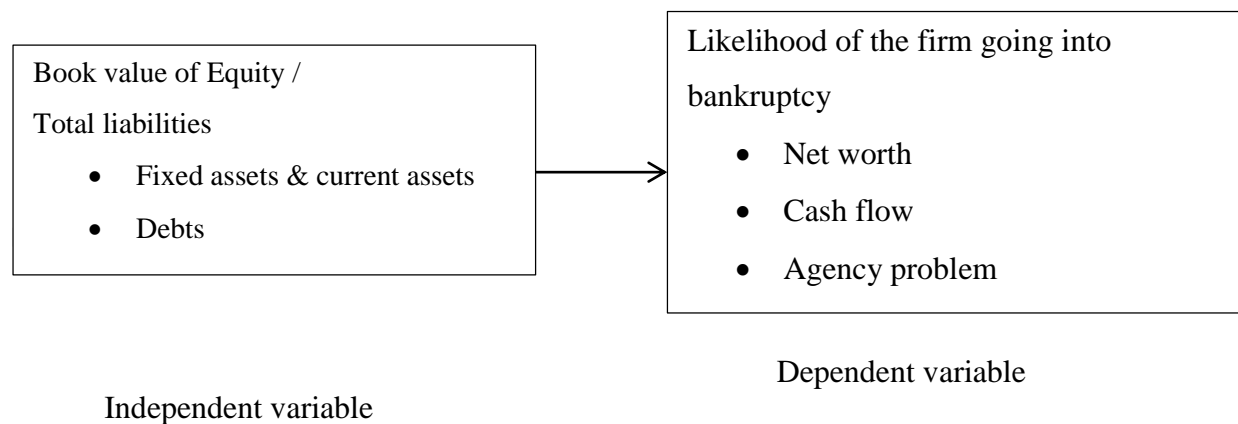 Book value of Equity /
Total liabilities
• Fixed assets & current assets
• Debts
Likelihood of the firm going into
bankruptcy
• Net worth
• Cash flow
• Agency problem
Independent variable
Dependent variable